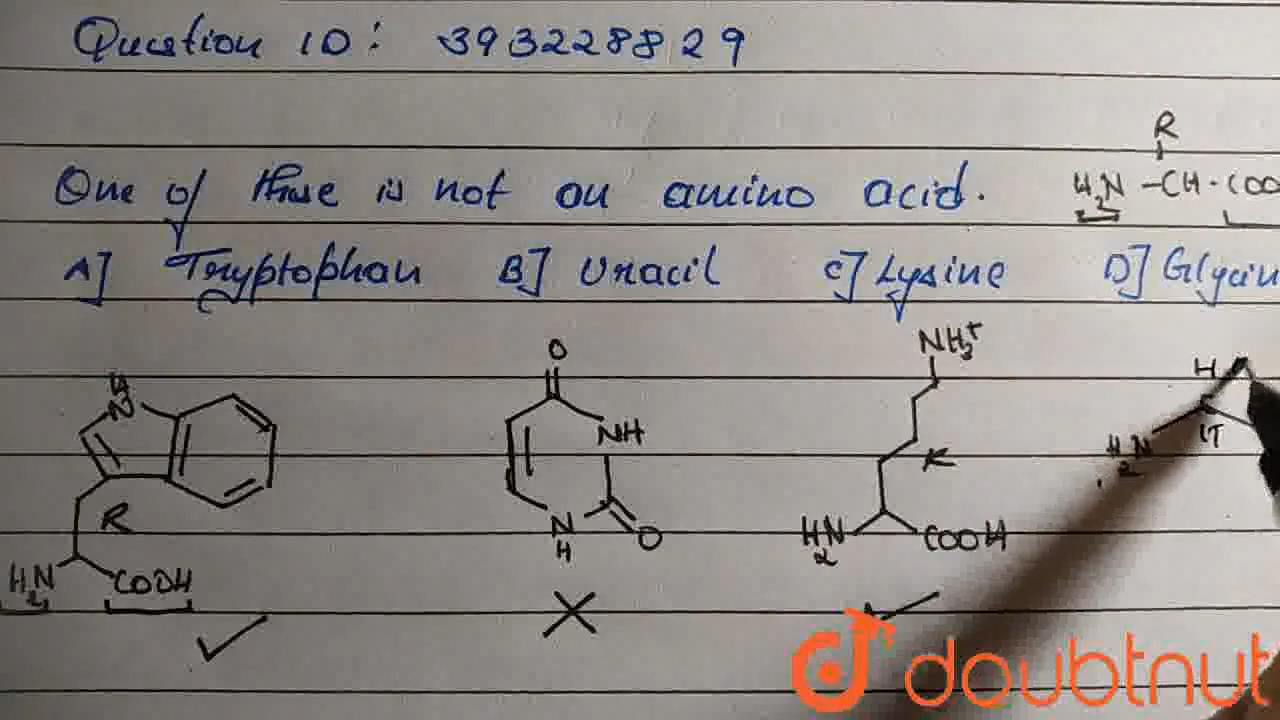 Question 10: 393228829
R
One of these is not an amino acid. H2N-CH-COO
A] Tryptophan B] Uracil C] Lysine D] Glycin
O NH3+
H
N H
NH
R H2N
R
N
H O H2N COOH
H2N COOH
doubtnut